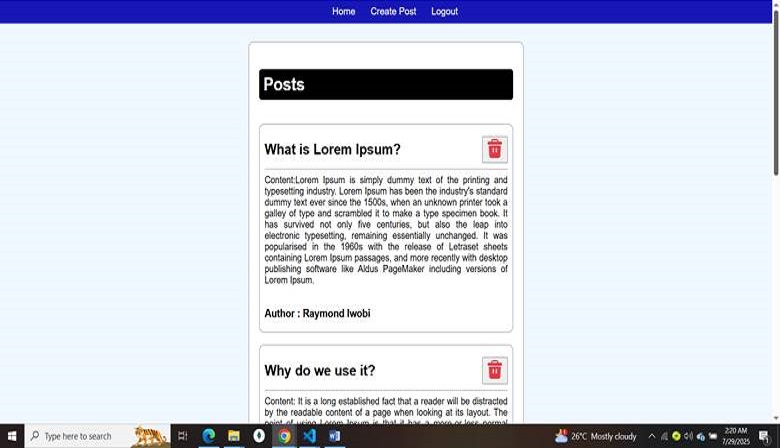 Home Create Post Logout
Posts
What is Lorem Ipsum?
Content:Lorem Ipsum is simply dummy text of the printing and
typesetting industry. Lorem Ipsum has been the industry's standard
dummy text ever since the 1500s, when an unknown printer took a
galley of type and scrambled it to make a type specimen book. It
has survived not only five centuries, but also the leap into
electronic typesetting, remaining essentially unchanged. It was
popularised in the 1960s with the release of Letraset sheets
containing Lorem Ipsum passages, and more recently with desktop
publishing software like Aldus PageMaker including versions of
Lorem Ipsum.
Author : Raymond Iwobi
Why do we use it?
Content: It is a long established fact that a reader will be distracted
by the readable content of a page when looking at its layout. The
point of using Lorem Ipsum is that it has a more-or-less normal
Type here to search
26°C Mostly cloudy
2:20 AM
7/29/2025